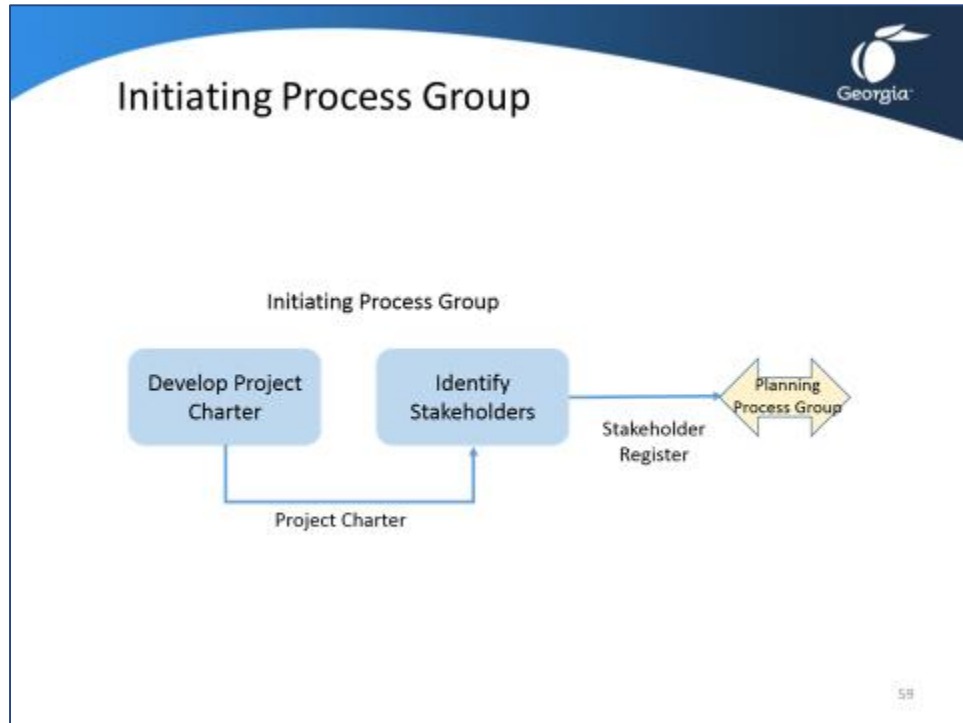 Georgia
Initiating Process Group
Initiating Process Group
Develop Project
Charter
Identify
Stakeholders
Planning
Process Group
Stakeholder
Register
Project Charter
59